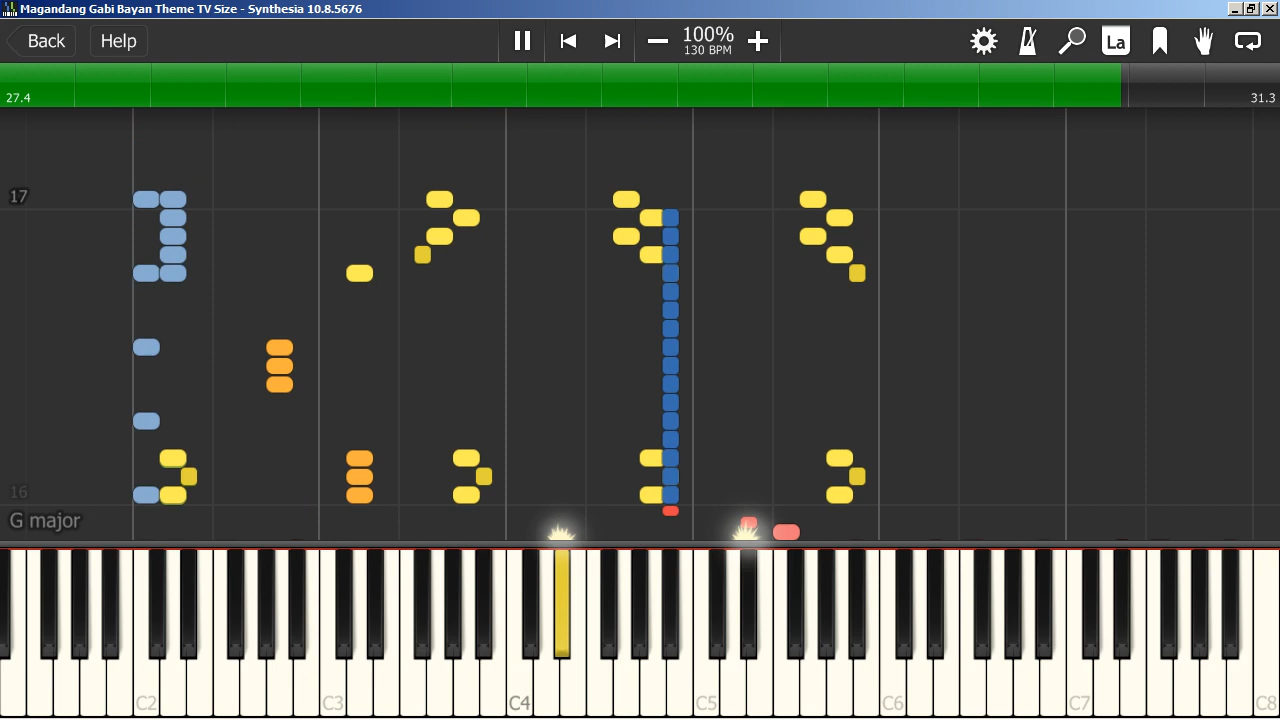 Magandang Gabi Bayan Theme TV Size - Synthesia 10.8.5676
Back
Help
100%
130 BPM
La
27.4
31.3
17
16
G major
C2
C3
C4
C5
C6
C7
C8